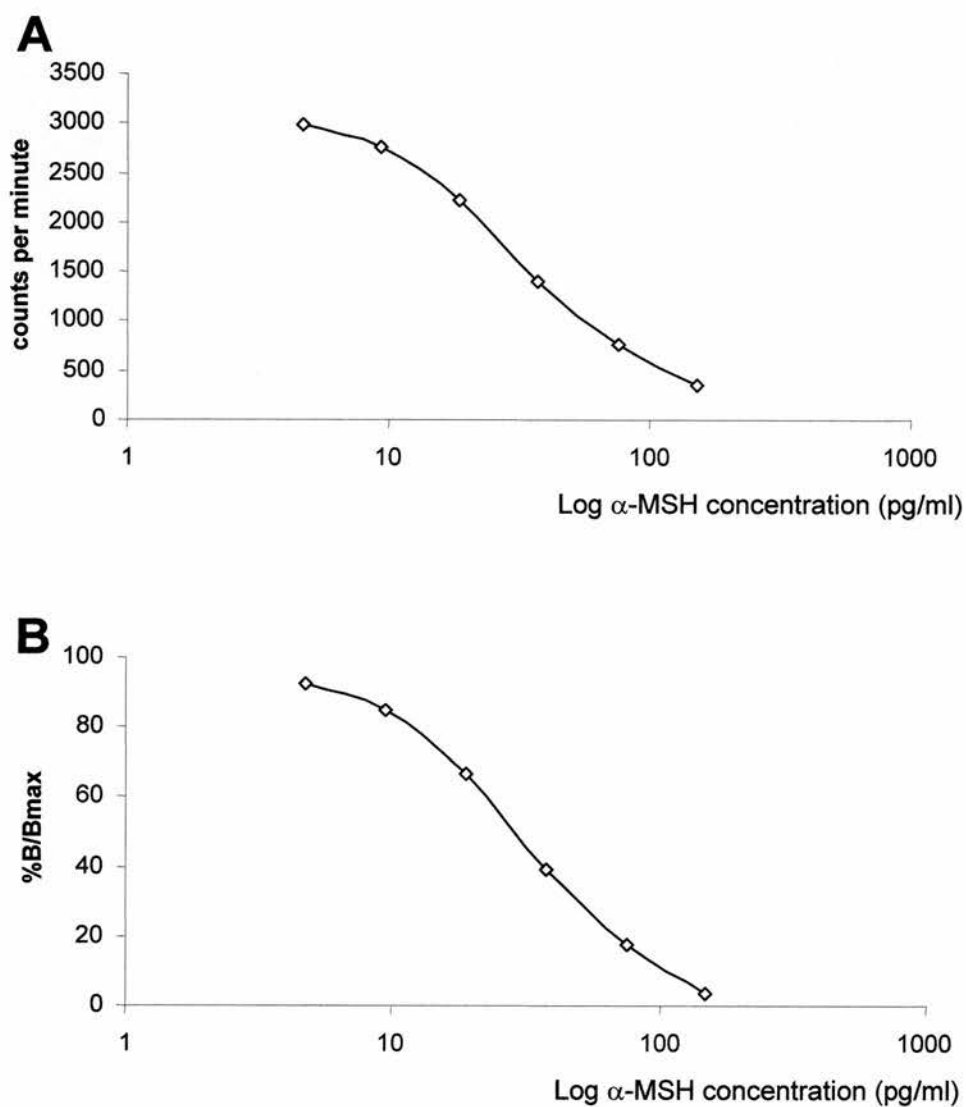 A
3500
3000
2500
2000
1500
1000
500
0
counts per minute
1 10 100 1000
Log α-MSH concentration (pg/ml)
B
100
80
60
40
20
0
%B/Bmax
1 10 100 1000
Log α-MSH concentration (pg/ml)